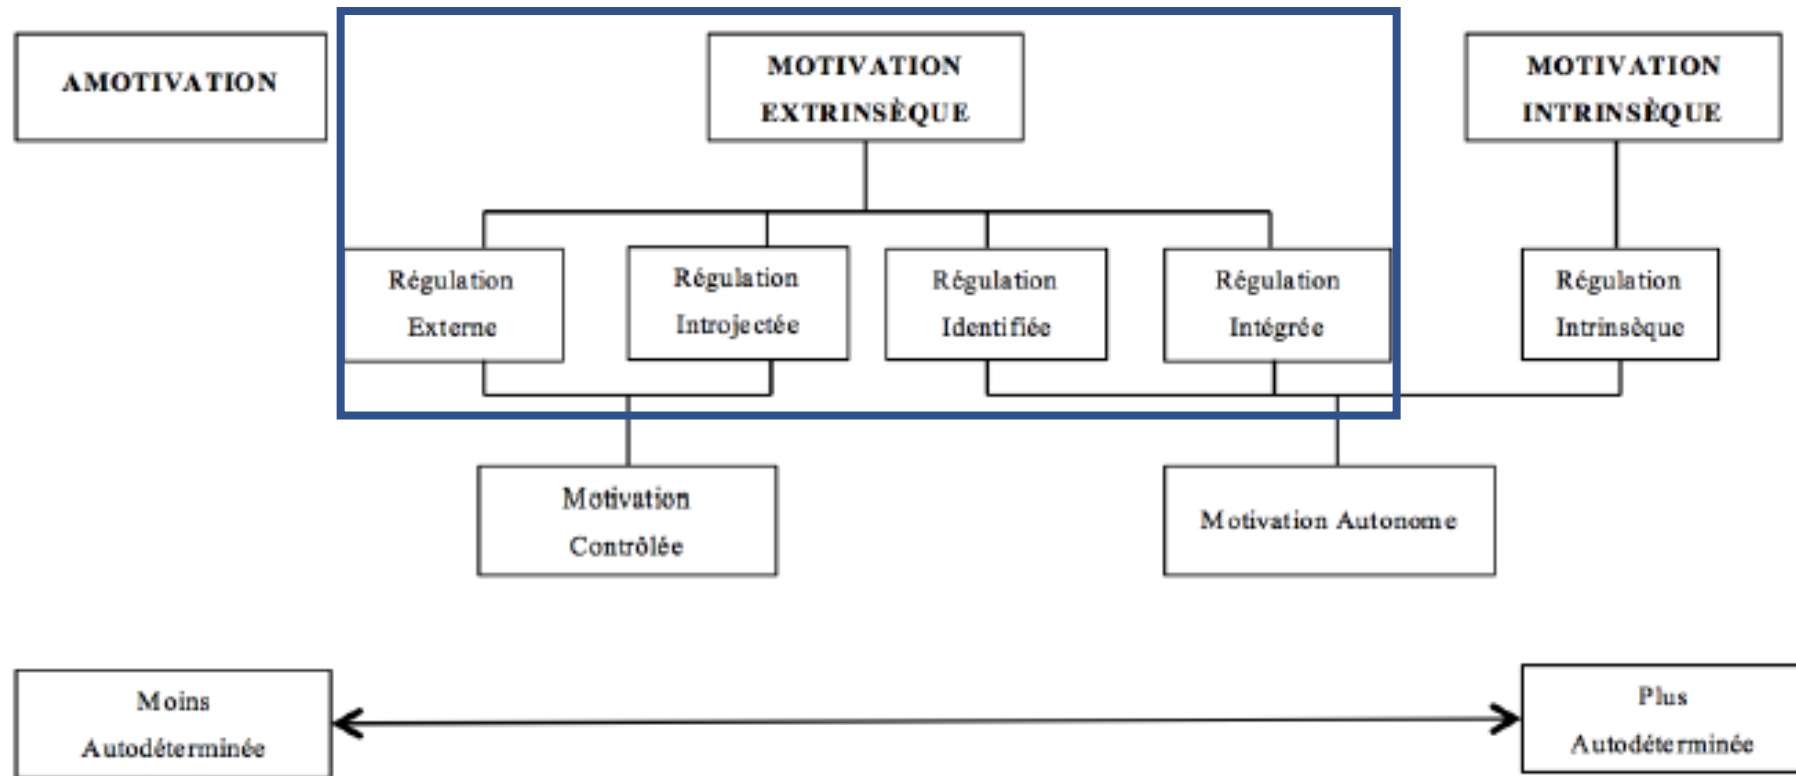 AMOTIVATION
MOTIVATION
EXTRINSÈQUE
MOTIVATION
INTRINSÈQUE
Régulation
Externe
Régulation
Introjectée
Régulation
Identifiée
Régulation
Intégrée
Régulation
Intrinsèque
Motivation
Contrôlée
Motivation Autonome
Moins
Autodéterminée
Plus
Autodéterminée